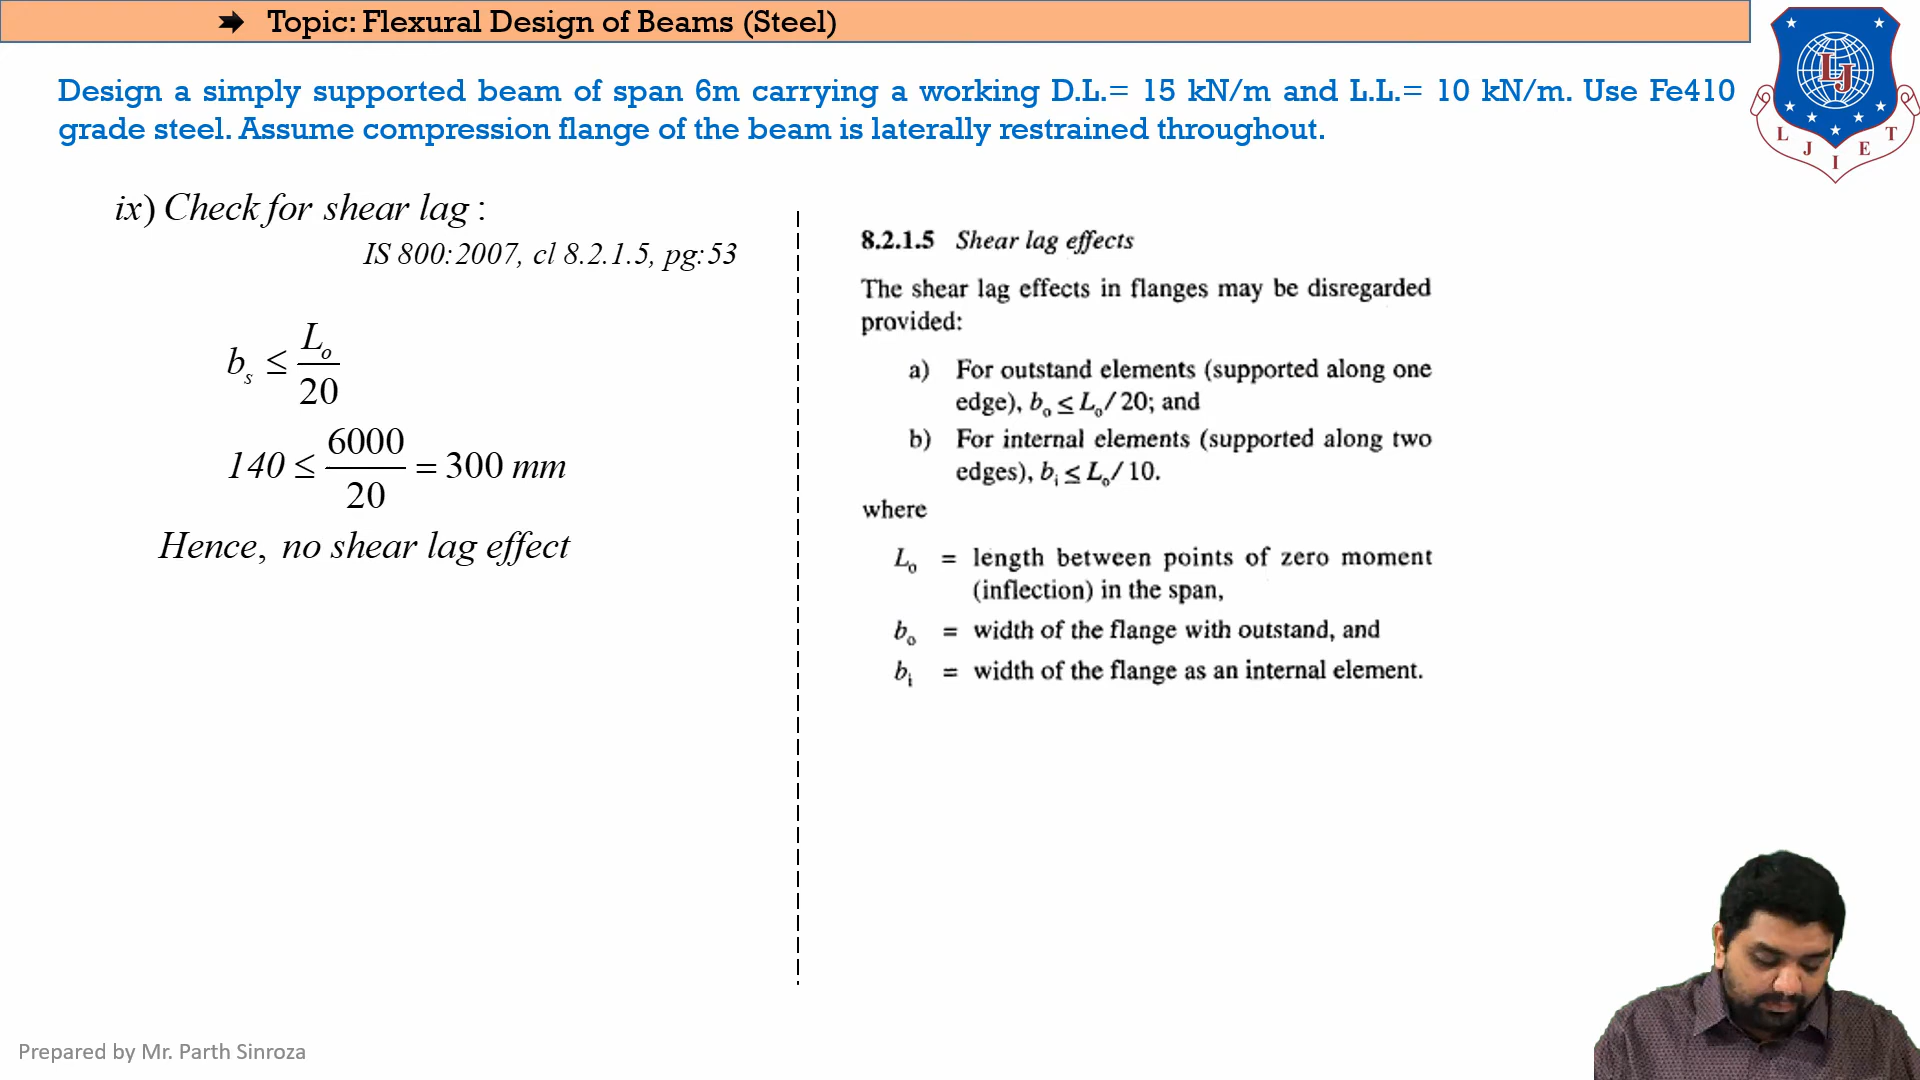 Topic: Flexural Design of Beams (Steel)
Design a simply supported beam of span 6m carrying a working D.L.= 15 kN/m and L.L.= 10 kN/m. Use Fe410
grade steel. Assume compression flange of the beam is laterally restrained throughout.
LJ
L J I E T
ix) Check for shear lag :
IS 800:2007, cl 8.2.1.5, pg:53
b_s ≤ L_o/20
140 ≤ 6000/20 = 300 mm
Hence, no shear lag effect
8.2.1.5 Shear lag effects
The shear lag effects in flanges may be disregarded
provided:
a) For outstand elements (supported along one
edge), b_o ≤ L_o/20; and
b) For internal elements (supported along two
edges), b_i ≤ L_o/10.
where
L_o = length between points of zero moment
(inflection) in the span,
b_o = width of the flange with outstand, and
b_i = width of the flange as an internal element.
Prepared by Mr. Parth Sinroza